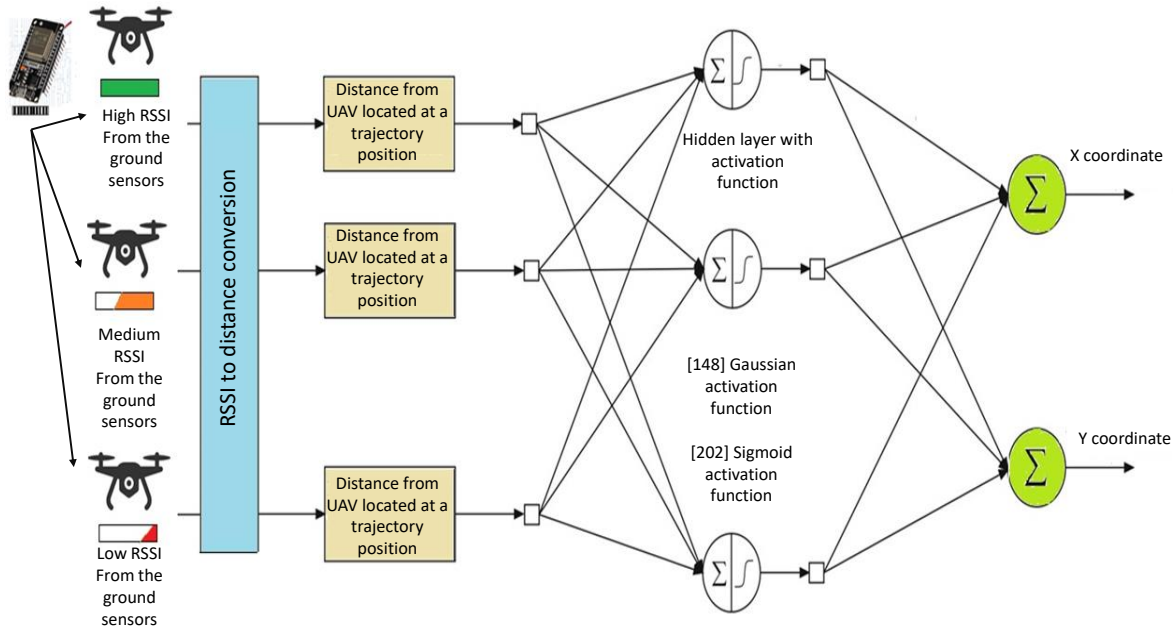 High RSSI
From the
ground
sensors
Medium
RSSI
From the
ground
sensors
Low RSSI
From the
ground
sensors
RSSI to distance conversion
Distance from
UAV located at a
trajectory
position
Distance from
UAV located at a
trajectory
position
Distance from
UAV located at a
trajectory
position
Σ
Hidden layer with
activation
function
Σ
[148] Gaussian
activation
function
[202] Sigmoid
activation
function
Σ
Σ
X coordinate
Σ
Y coordinate